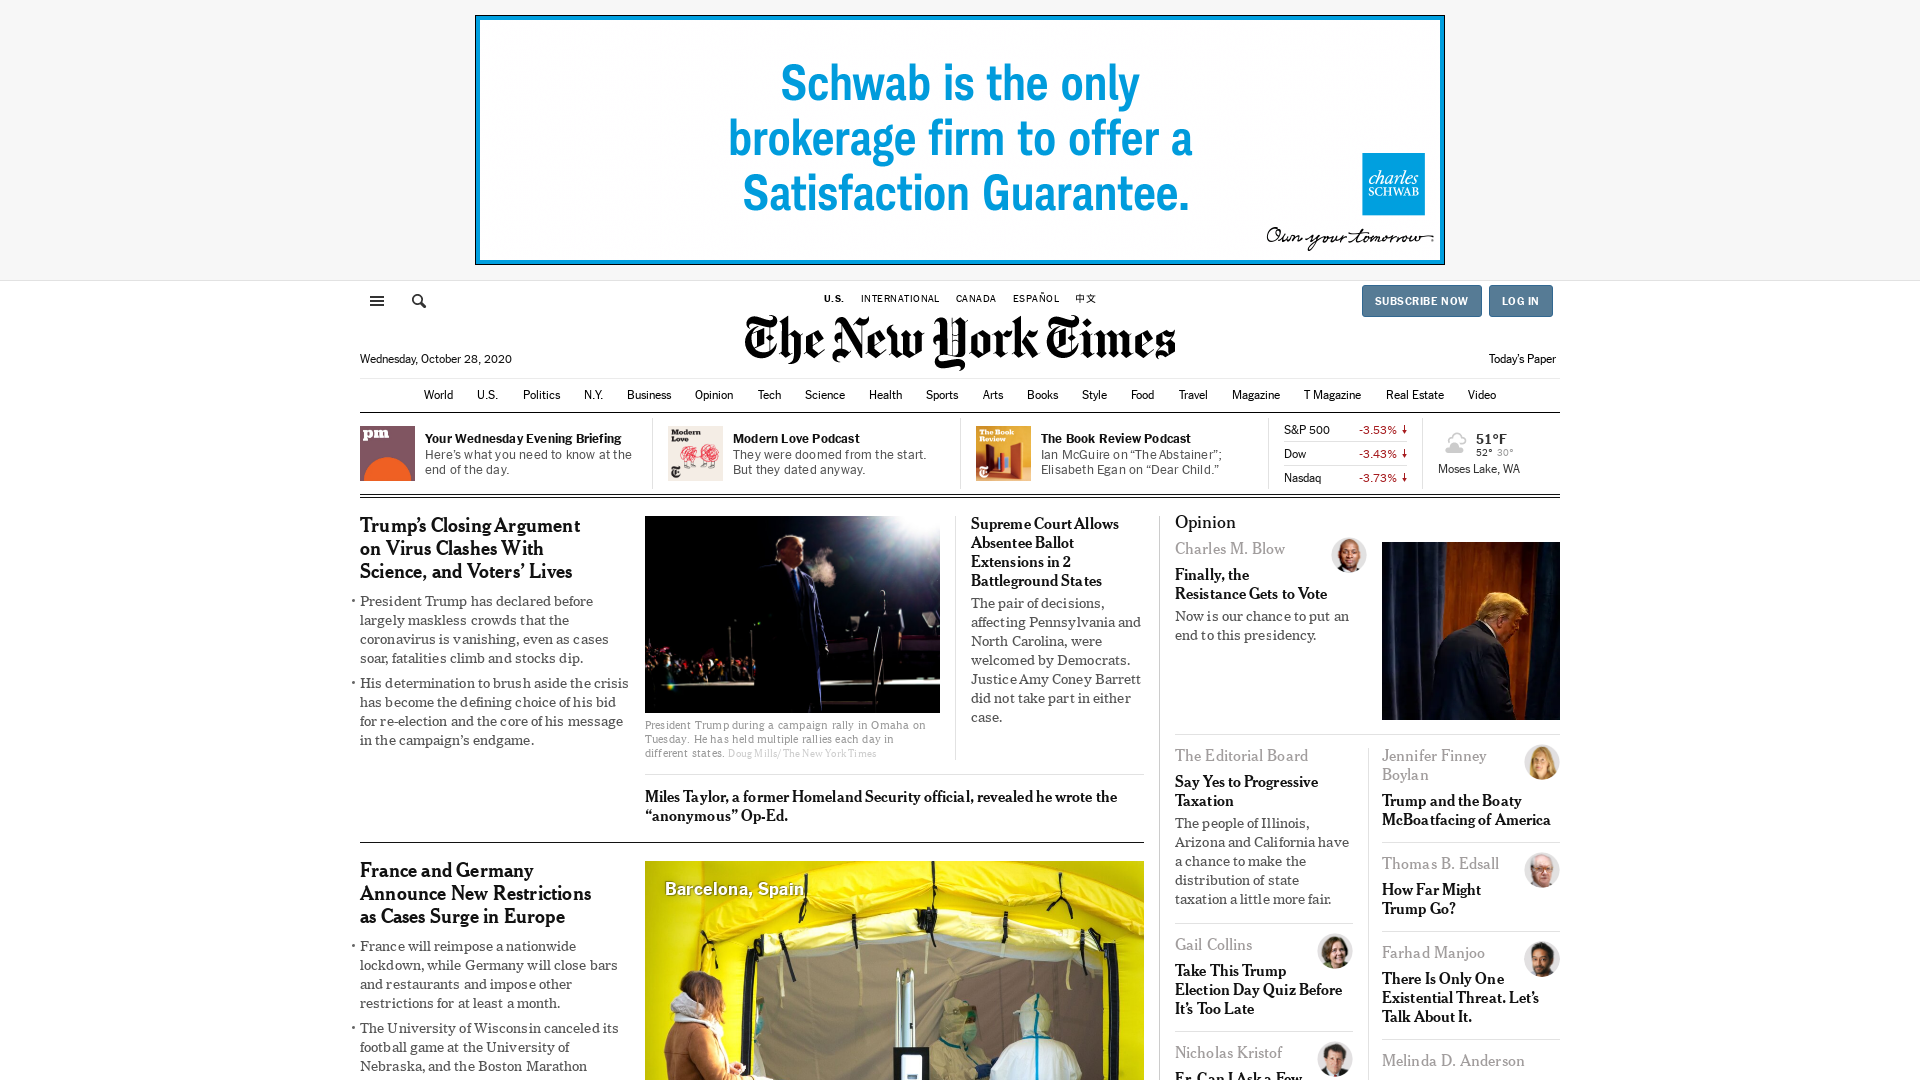 Schwab is the only
brokerage firm to offer a
Satisfaction Guarantee.
charles
SCHWAB
Own your tomorrow.
U.S. INTERNATIONAL CANADA ESPAÑOL 中文
SUBSCRIBE NOW LOG IN
The New York Times
Wednesday, October 28, 2020
Today's Paper
World U.S. Politics N.Y. Business Opinion Tech Science Health Sports Arts Books Style Food Travel Magazine T Magazine Real Estate Video
pm
Your Wednesday Evening Briefing
Here's what you need to know at the
end of the day.
Modern
Love
Modern Love Podcast
They were doomed from the start.
But they dated anyway.
The Book
Review
The Book Review Podcast
Ian McGuire on “The Abstainer”;
Elisabeth Egan on “Dear Child.”
S&P 500 -3.53%
Dow -3.43%
Nasdaq -3.73%
51°F
52° 30°
Moses Lake, WA
Trump’s Closing Argument
on Virus Clashes With
Science, and Voters’ Lives
• President Trump has declared before
largely maskless crowds that the
coronavirus is vanishing, even as cases
soar, fatalities climb and stocks dip.
• His determination to brush aside the crisis
has become the defining choice of his bid
for re-election and the core of his message
in the campaign’s endgame.
President Trump during a campaign rally in Omaha on
Tuesday. He has held multiple rallies each day in
different states. Doug Mills/The New York Times
Supreme Court Allows
Absentee Ballot
Extensions in 2
Battleground States
The pair of decisions,
affecting Pennsylvania and
North Carolina, were
welcomed by Democrats.
Justice Amy Coney Barrett
did not take part in either
case.
Miles Taylor, a former Homeland Security official, revealed he wrote the
“anonymous” Op-Ed.
France and Germany
Announce New Restrictions
as Cases Surge in Europe
• France will reimpose a nationwide
lockdown, while Germany will close bars
and restaurants and impose other
restrictions for at least a month.
• The University of Wisconsin canceled its
football game at the University of
Nebraska, and the Boston Marathon
Barcelona, Spain
Opinion
Charles M. Blow
Finally, the
Resistance Gets to Vote
Now is our chance to put an
end to this presidency.
The Editorial Board
Say Yes to Progressive
Taxation
The people of Illinois,
Arizona and California have
a chance to make the
distribution of state
taxation a little more fair.
Gail Collins
Take This Trump
Election Day Quiz Before
It’s Too Late
Nicholas Kristof
Er, Can I Ask a Few
Jennifer Finney
Boylan
Trump and the Boaty
McBoatfacing of America
Thomas B. Edsall
How Far Might
Trump Go?
Farhad Manjoo
There Is Only One
Existential Threat. Let’s
Talk About It.
Melinda D. Anderson